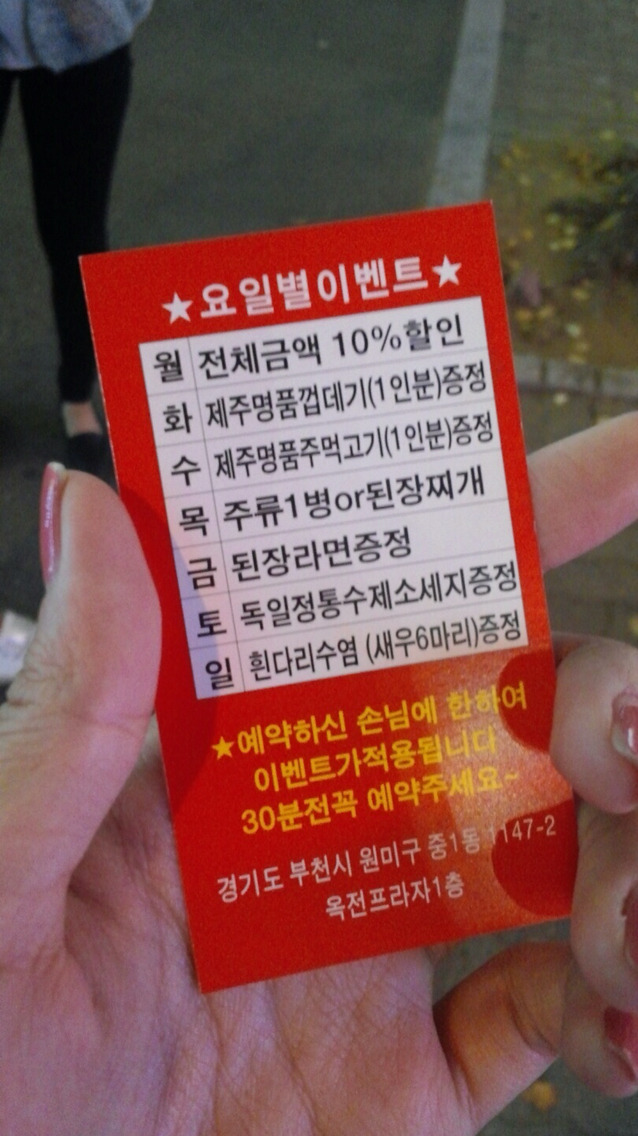 ★요일별이벤트★
월 전체금액 10%할인
화 제주명품껍데기(1인분)증정
수 제주명품주먹고기(1인분)증정
목 주류1병or된장찌개
금 된장라면증정
토 독일정통수제소세지증정
일 흰다리수염 (새우6마리)증정
★예약하신 손님에 한하여
이벤트가적용됩니다
30분전꼭 예약주세요~
경기도 부천시 원미구 중1동 1147-2
옥전프라자1층